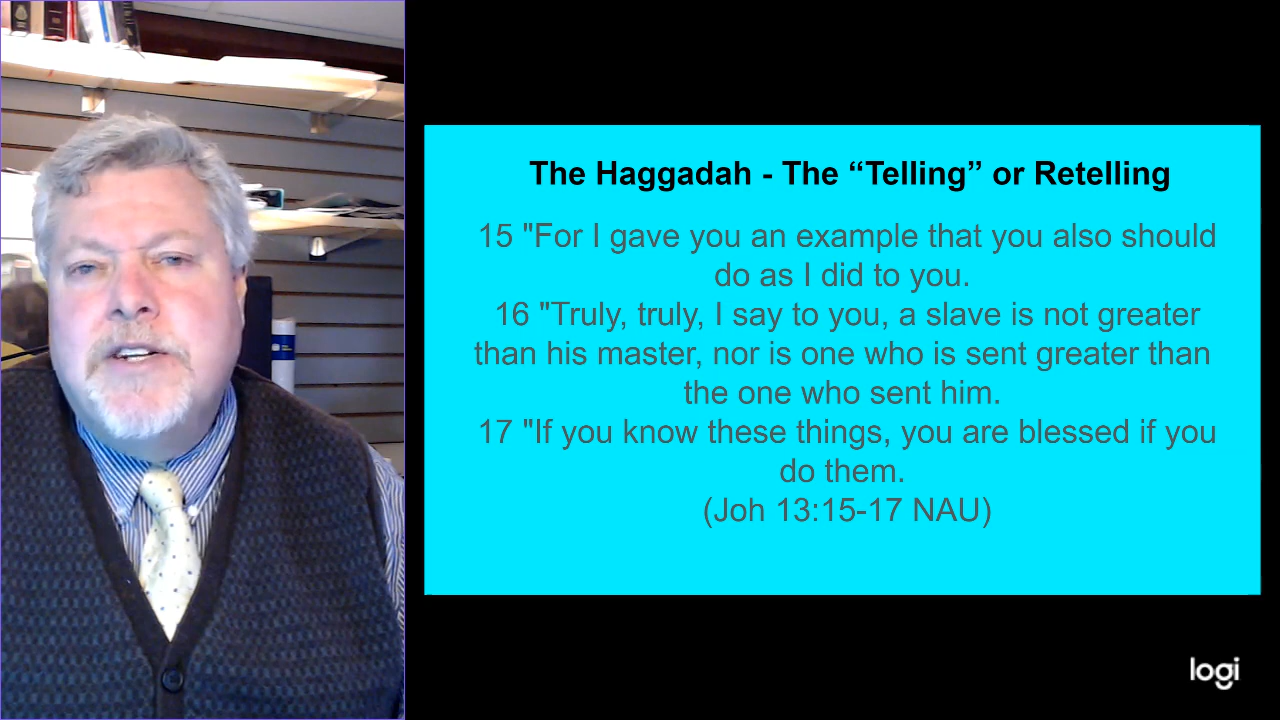 The Haggadah - The “Telling” or Retelling
15 "For I gave you an example that you also should
do as I did to you.
16 "Truly, truly, I say to you, a slave is not greater
than his master, nor is one who is sent greater than
the one who sent him.
17 "If you know these things, you are blessed if you
do them.
(Joh 13:15-17 NAU)
logi